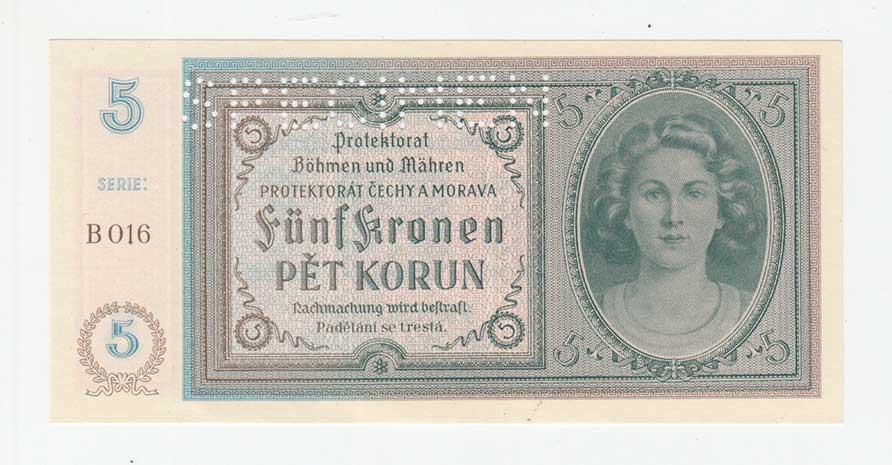 5
SERIE:
B 016
5
5 5
5 5
Protektorat
Böhmen und Mähren
PROTEKTORÁT ČECHY A MORAVA
Fünf Kronen
PĚT KORUN
Nachmachung wird bestraft.
Padělání se trestá.
5 5
5 5